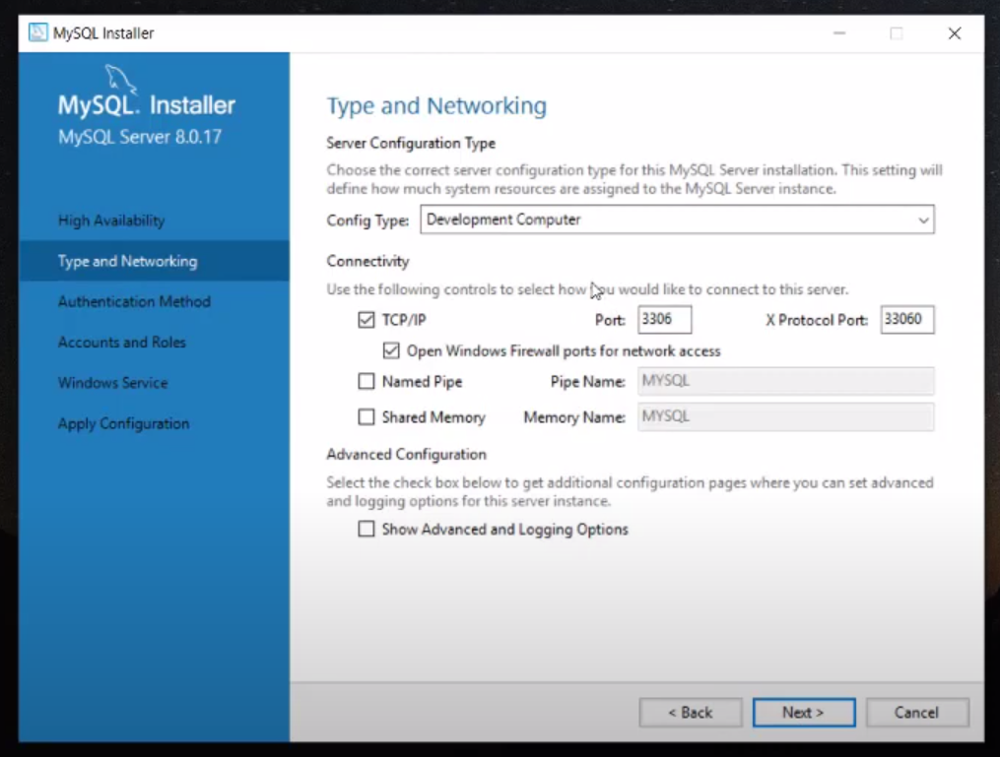 MySQL Installer
MySQL. Installer
MySQL Server 8.0.17
High Availability
Type and Networking
Authentication Method
Accounts and Roles
Windows Service
Apply Configuration
Type and Networking
Server Configuration Type
Choose the correct server configuration type for this MySQL Server installation. This setting will
define how much system resources are assigned to the MySQL Server instance.
Config Type: Development Computer
Connectivity
Use the following controls to select how you would like to connect to this server.
TCP/IP Port: 3306 X Protocol Port: 33060
Open Windows Firewall ports for network access
Named Pipe Pipe Name: MYSQL
Shared Memory Memory Name: MYSQL
Advanced Configuration
Select the check box below to get additional configuration pages where you can set advanced
and logging options for this server instance.
Show Advanced and Logging Options
< Back Next > Cancel